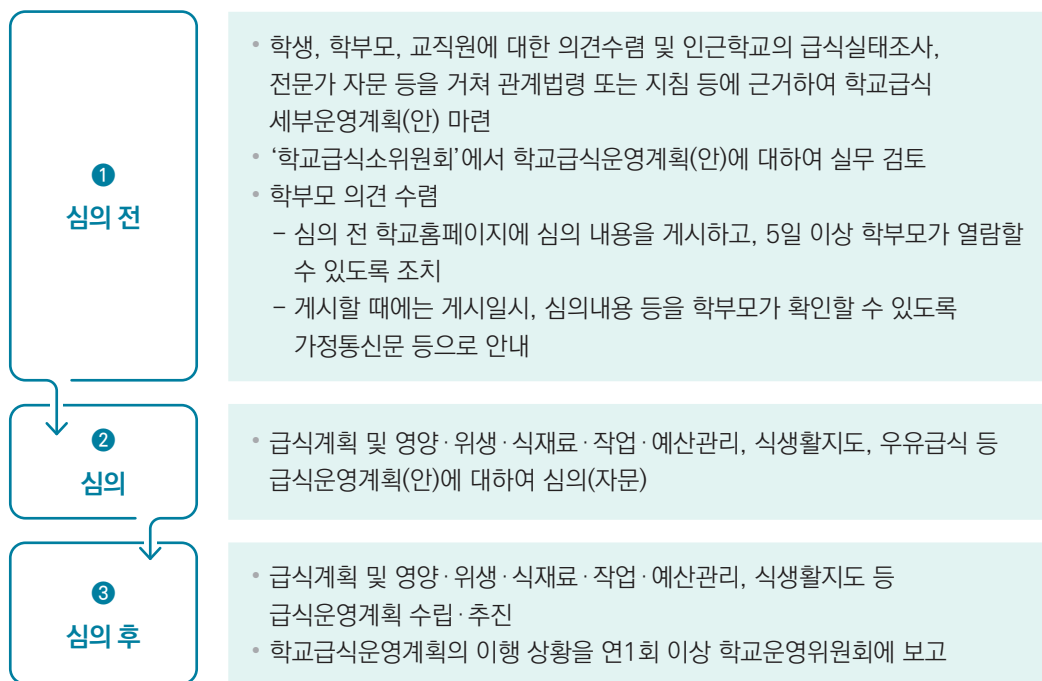 ❶
심의 전
• 학생, 학부모, 교직원에 대한 의견수렴 및 인근학교의 급식실태조사,
전문가 자문 등을 거쳐 관계법령 또는 지침 등에 근거하여 학교급식
세부운영계획(안) 마련
• ‘학교급식소위원회’에서 학교급식운영계획(안)에 대하여 실무 검토
• 학부모 의견 수렴
– 심의 전 학교홈페이지에 심의 내용을 게시하고, 5일 이상 학부모가 열람할
수 있도록 조치
– 게시할 때에는 게시일시, 심의내용 등을 학부모가 확인할 수 있도록
가정통신문 등으로 안내
❷
심의
• 급식계획 및 영양·위생·식재료·작업·예산관리, 식생활지도, 우유급식 등
급식운영계획(안)에 대하여 심의(자문)
❸
심의 후
• 급식계획 및 영양·위생·식재료·작업·예산관리, 식생활지도 등
급식운영계획 수립·추진
• 학교급식운영계획의 이행 상황을 연1회 이상 학교운영위원회에 보고